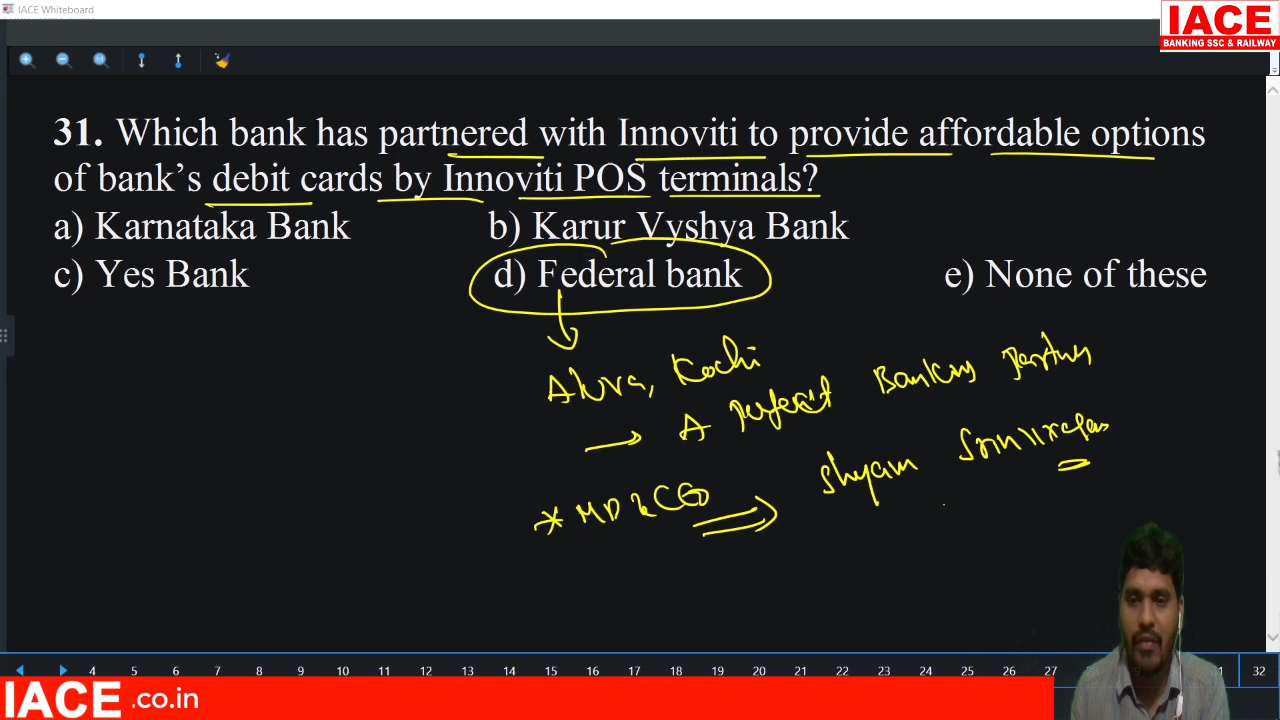 IACE Whiteboard
IACE
BANKING SSC & RAILWAY
31. Which bank has partnered with Innoviti to provide affordable options
of bank's debit cards by Innoviti POS terminals?
a) Karnataka Bank b) Karur Vyshya Bank
c) Yes Bank d) Federal bank e) None of these
Aluva, Kochi
→ A perfect Banking partner
* MD & CEO ⇒ Shyam
4 5 6 7 8 9 10 11 12 13 14 15 16 17 18 19 20 21 22 23 24 25 26 27 32
IACE .co.in